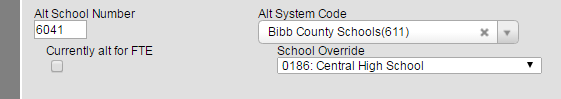 Alt School Number
Alt System Code
6041
Bibb County Schools(611)
Currently alt for FTE
School Override
0186: Central High School